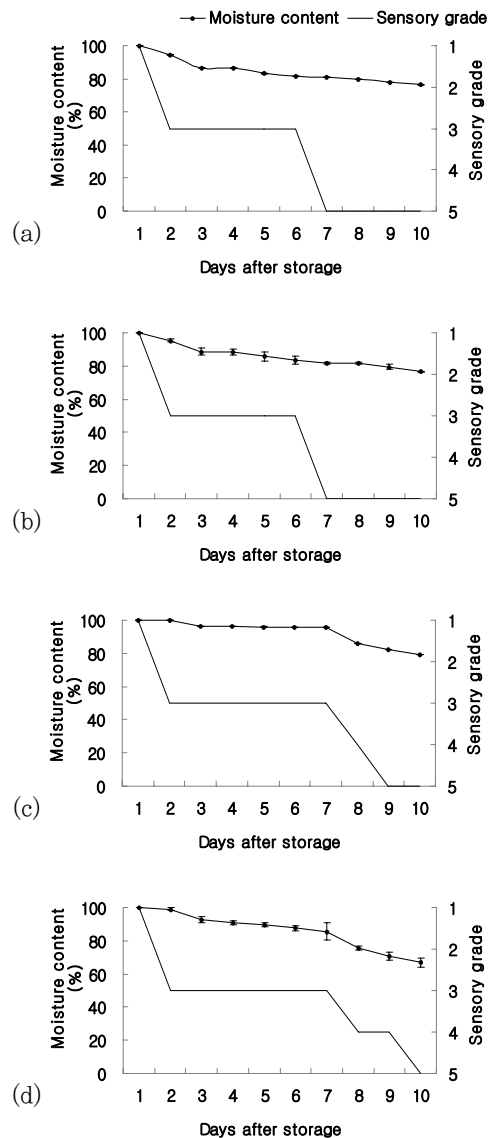 Moisture content Sensory grade
100 80 60 40 20 0
Moisture content
(%)
1 2 3 4 5
Sensory grade
1 2 3 4 5 6 7 8 9 10
Days after storage
(a)
100 80 60 40 20 0
Moisture content
(%)
1 2 3 4 5
Sensory grade
1 2 3 4 5 6 7 8 9 10
Days after storage
(b)
100 80 60 40 20 0
Moisture content
(%)
1 2 3 4 5
Sensory grade
1 2 3 4 5 6 7 8 9 10
Days after storage
(c)
100 80 60 40 20 0
Moisture content
(%)
1 2 3 4 5
Sensory grade
1 2 3 4 5 6 7 8 9 10
Days after storage
(d)